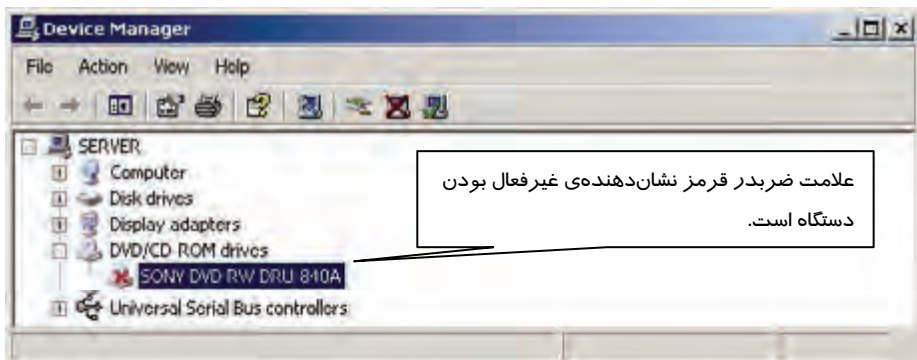 Device Manager
File Action View Help
SERVER
Computer
Disk drives
Display adapters
DVD/CD-ROM drives
SONY DVD RW DRU-840A
Universal Serial Bus controllers
علامت ضربدر قرمز نشان‌دهنده‌ی غیرفعال بودن
دستگاه است.